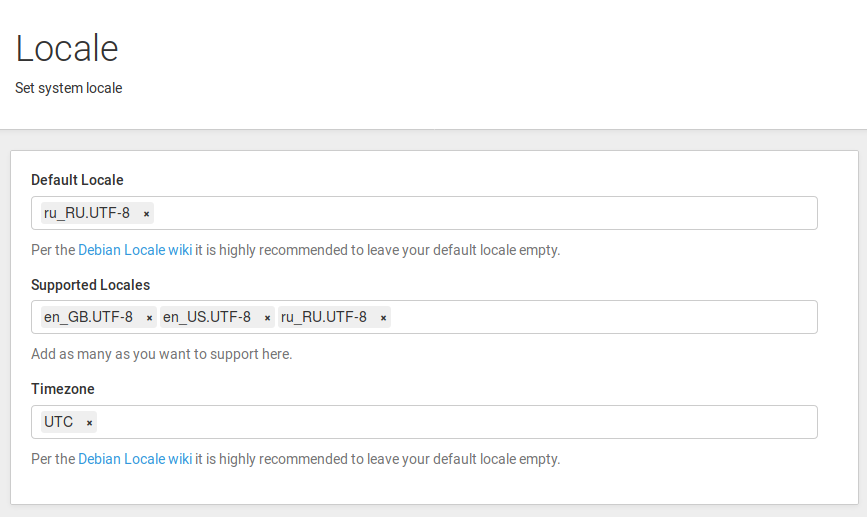 Locale
Set system locale
Default Locale
ru_RU.UTF-8 ×
Per the Debian Locale wiki it is highly recommended to leave your default locale empty.
Supported Locales
en_GB.UTF-8 × en_US.UTF-8 × ru_RU.UTF-8 ×
Add as many as you want to support here.
Timezone
UTC ×
Per the Debian Locale wiki it is highly recommended to leave your default locale empty.